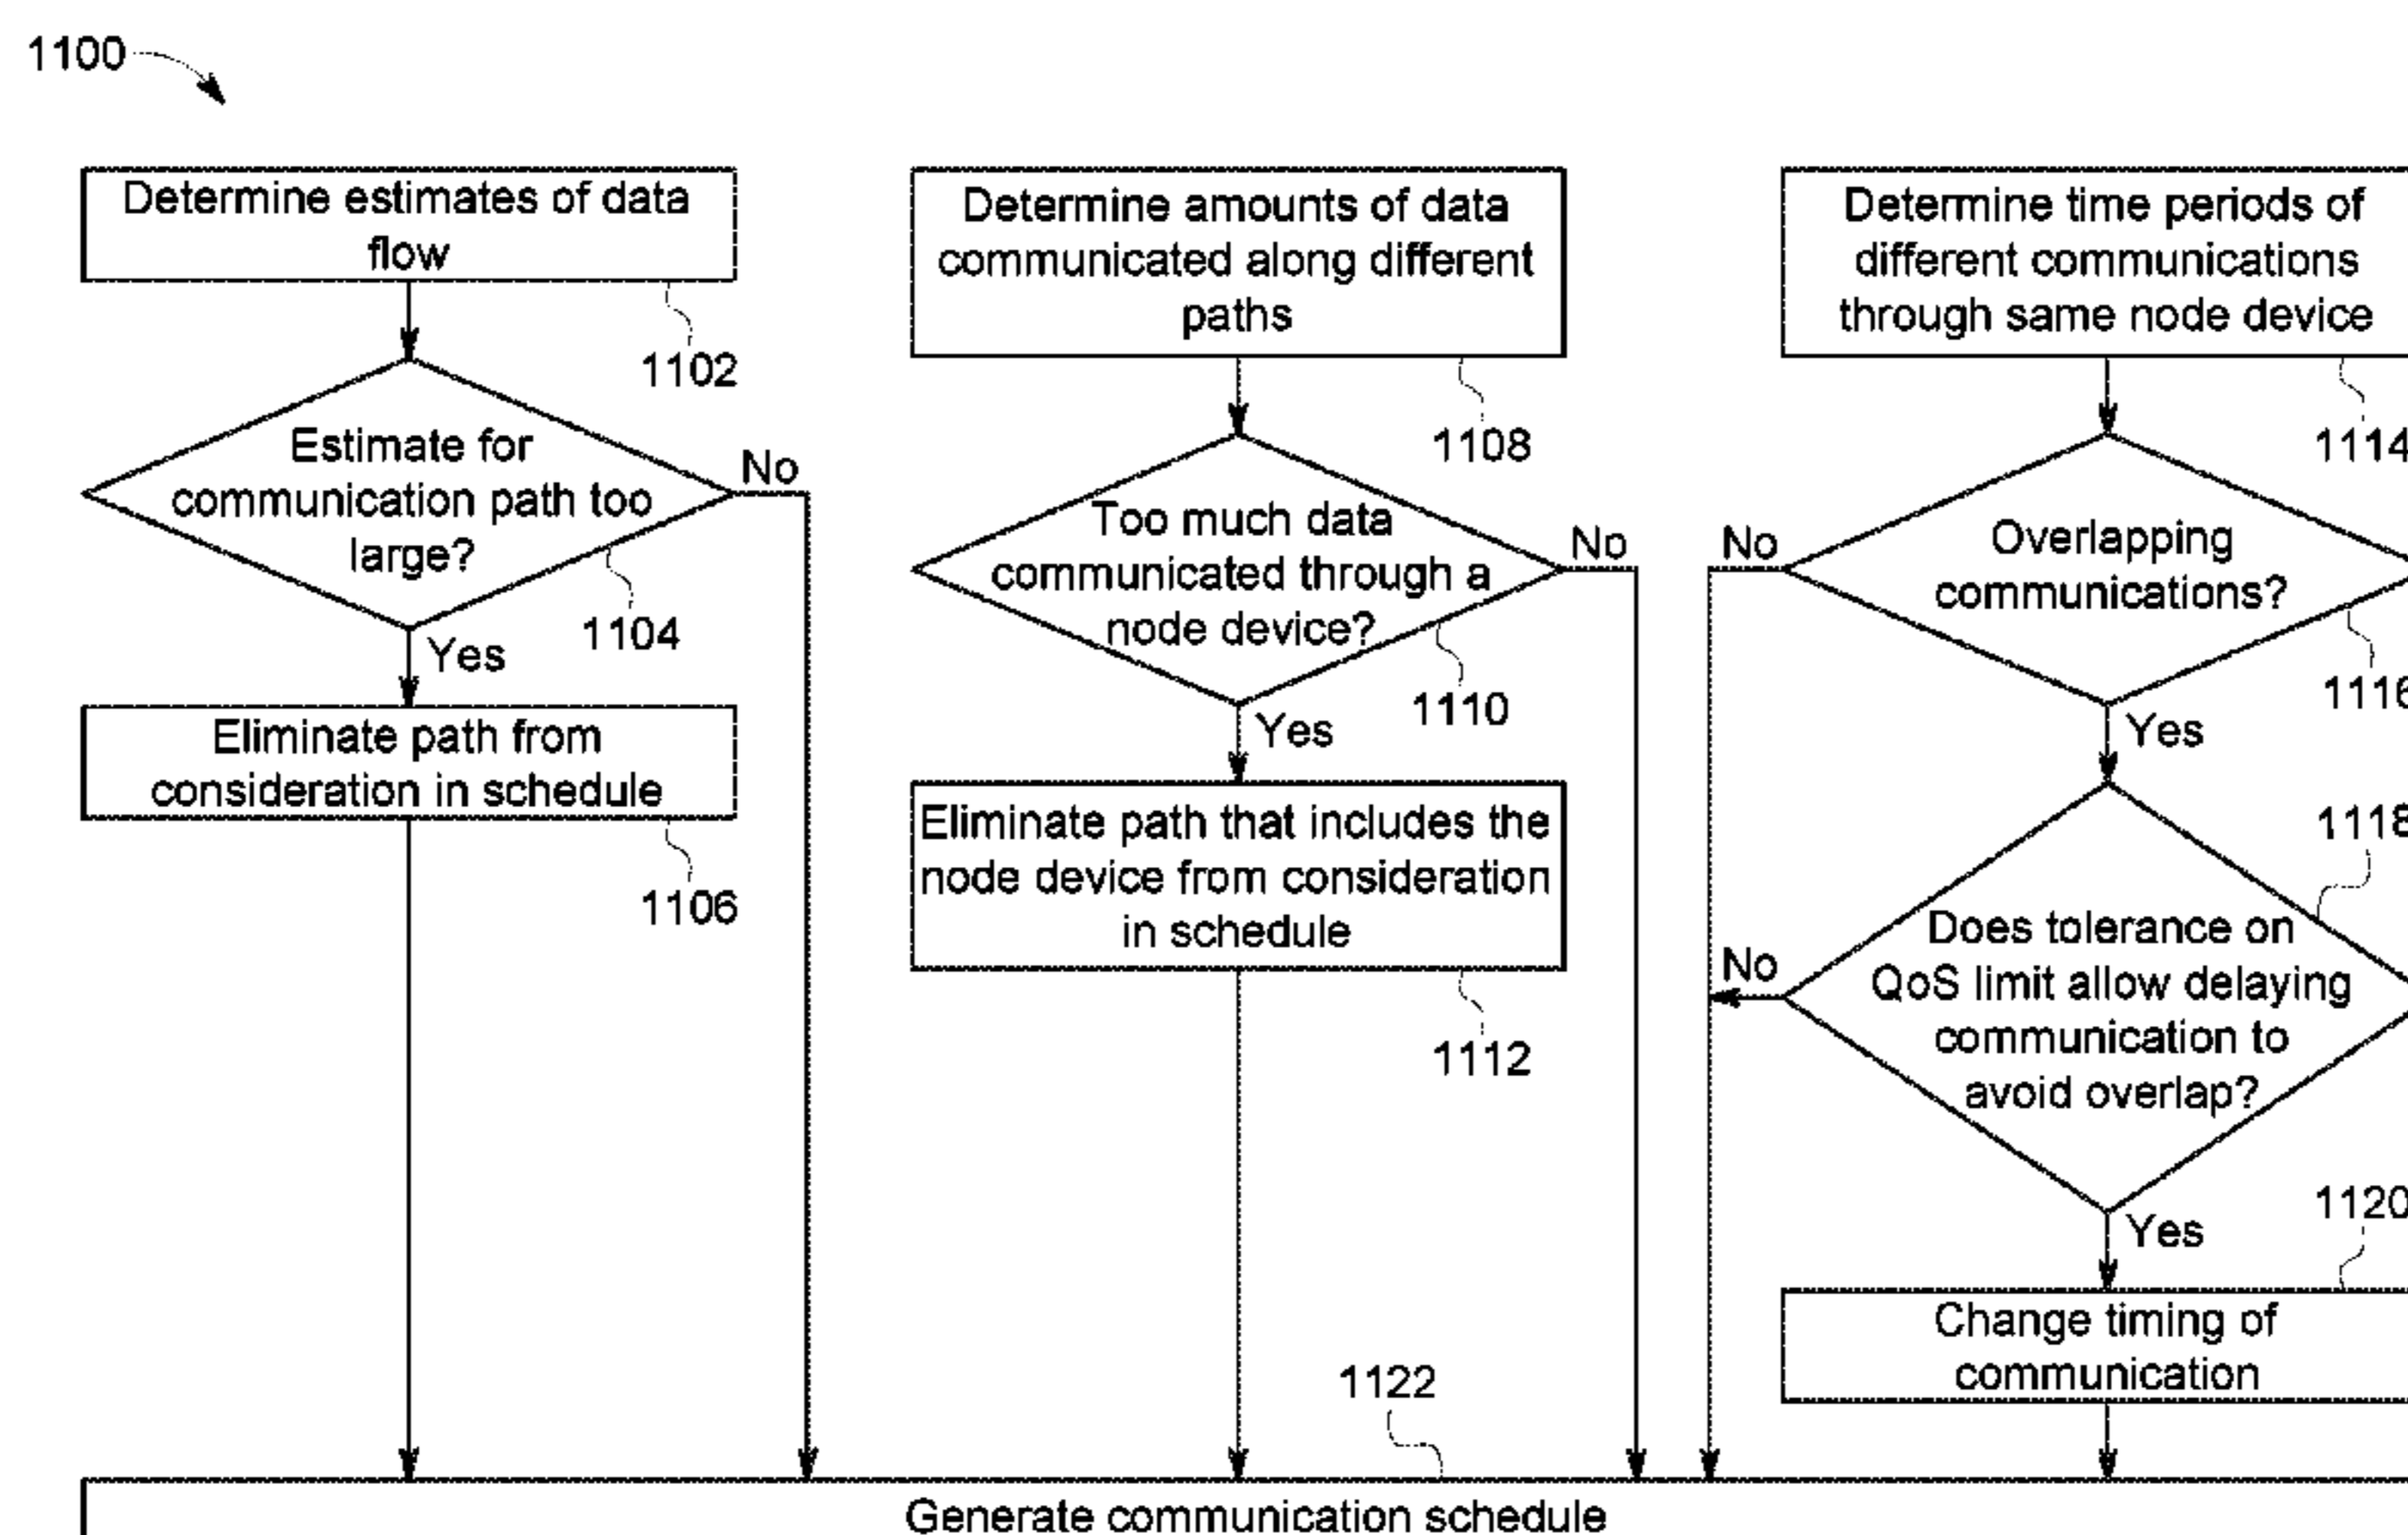 1100
Determine estimates of data
flow
1102
Estimate for
communication path too
large?
No
1104
Yes
Eliminate path from
consideration in schedule
1106
Determine amounts of data
communicated along different
paths
1108
Too much data
communicated through a
node device?
No
1110
Yes
Eliminate path that includes the
node device from consideration
in schedule
1112
Determine time periods of
different communications
through same node device
1114
No
Overlapping
communications?
1116
Yes
1118
Does tolerance on
QoS limit allow delaying
communication to
avoid overlap?
No
Yes
1120
Change timing of
communication
1122
Generate communication schedule